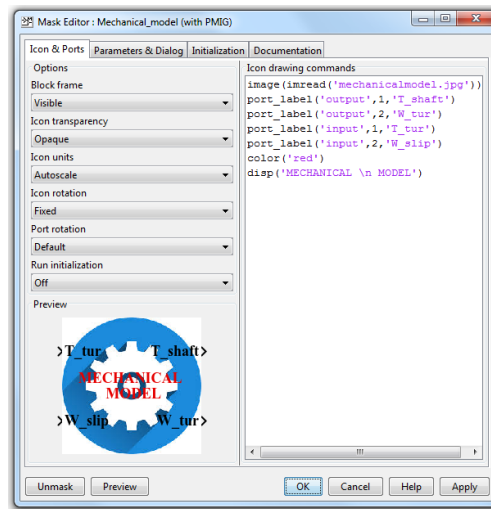 Mask Editor : Mechanical_model (with PMIG)
Icon & Ports Parameters & Dialog Initialization Documentation
Options
Block frame
Visible
Icon transparency
Opaque
Icon units
Autoscale
Icon rotation
Fixed
Port rotation
Default
Run initialization
Off
Preview
T_tur T_shaft
MECHANICAL
MODEL
W_slip W_tur
Icon drawing commands
image(imread('mechanicalmodel.jpg'))
port_label('output',1,'T_shaft')
port_label('output',2,'W_tur')
port_label('input',1,'T_tur')
port_label('input',2,'W_slip')
color('red')
disp('MECHANICAL \n MODEL')
Unmask Preview OK Cancel Help Apply